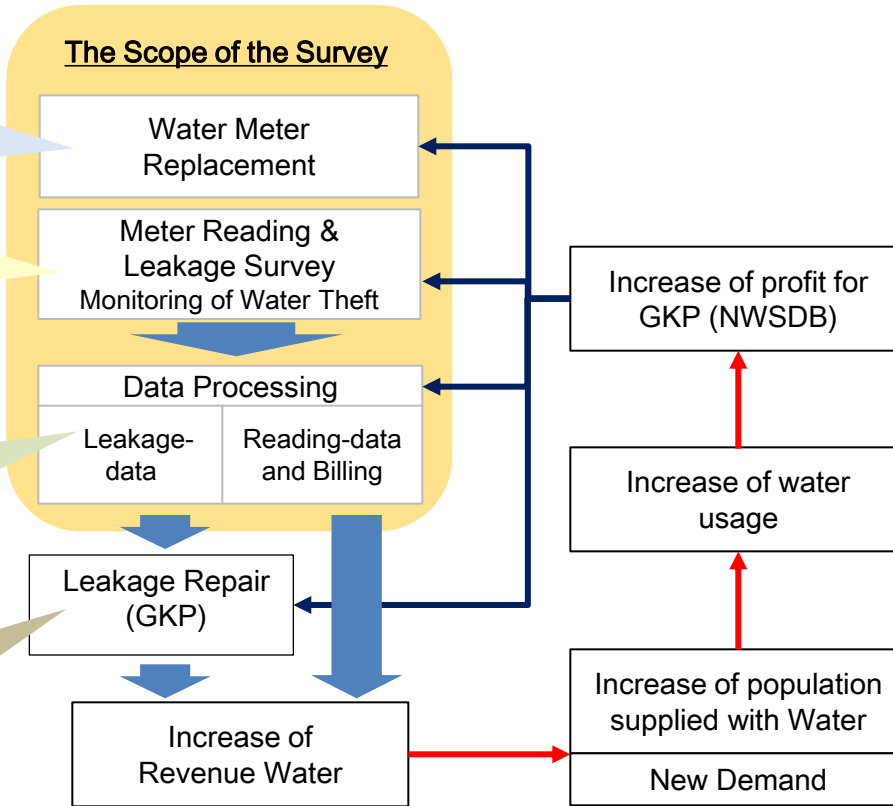 The Scope of the Survey
Water Meter
Replacement
Meter Reading &
Leakage Survey
Monitoring of Water Theft
Data Processing
Leakage-
data
Reading-data
and Billing
Leakage Repair
(GKP)
Increase of
Revenue Water
Increase of profit for
GKP (NWSDB)
Increase of water
usage
Increase of population
supplied with Water
New Demand